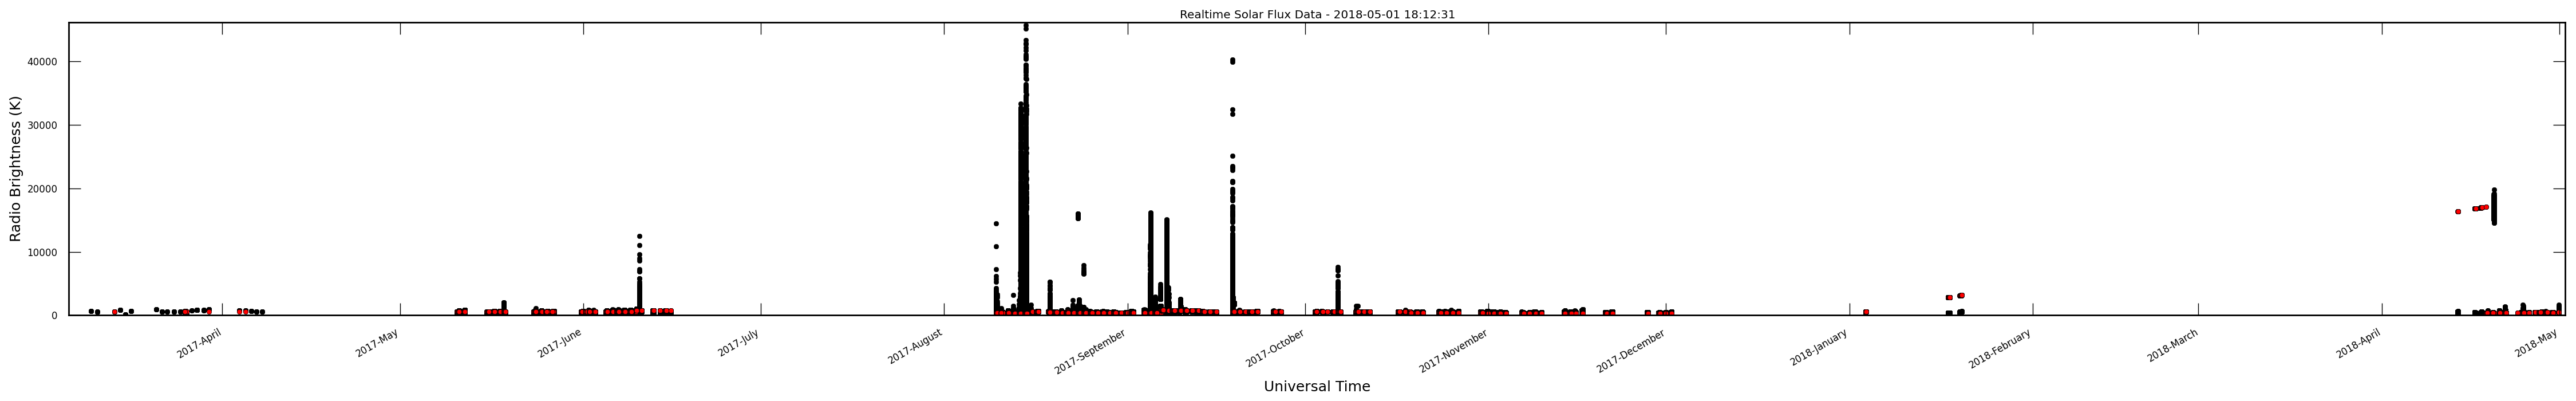 Realtime Solar Flux Data - 2018-05-01 18:12:31
Radio Brightness (K)
40000
30000
20000
10000
0
2017-April
2017-May
2017-June
2017-July
2017-August
2017-September
2017-October
2017-November
2017-December
2018-January
2018-February
2018-March
2018-April
2018-May
Universal Time